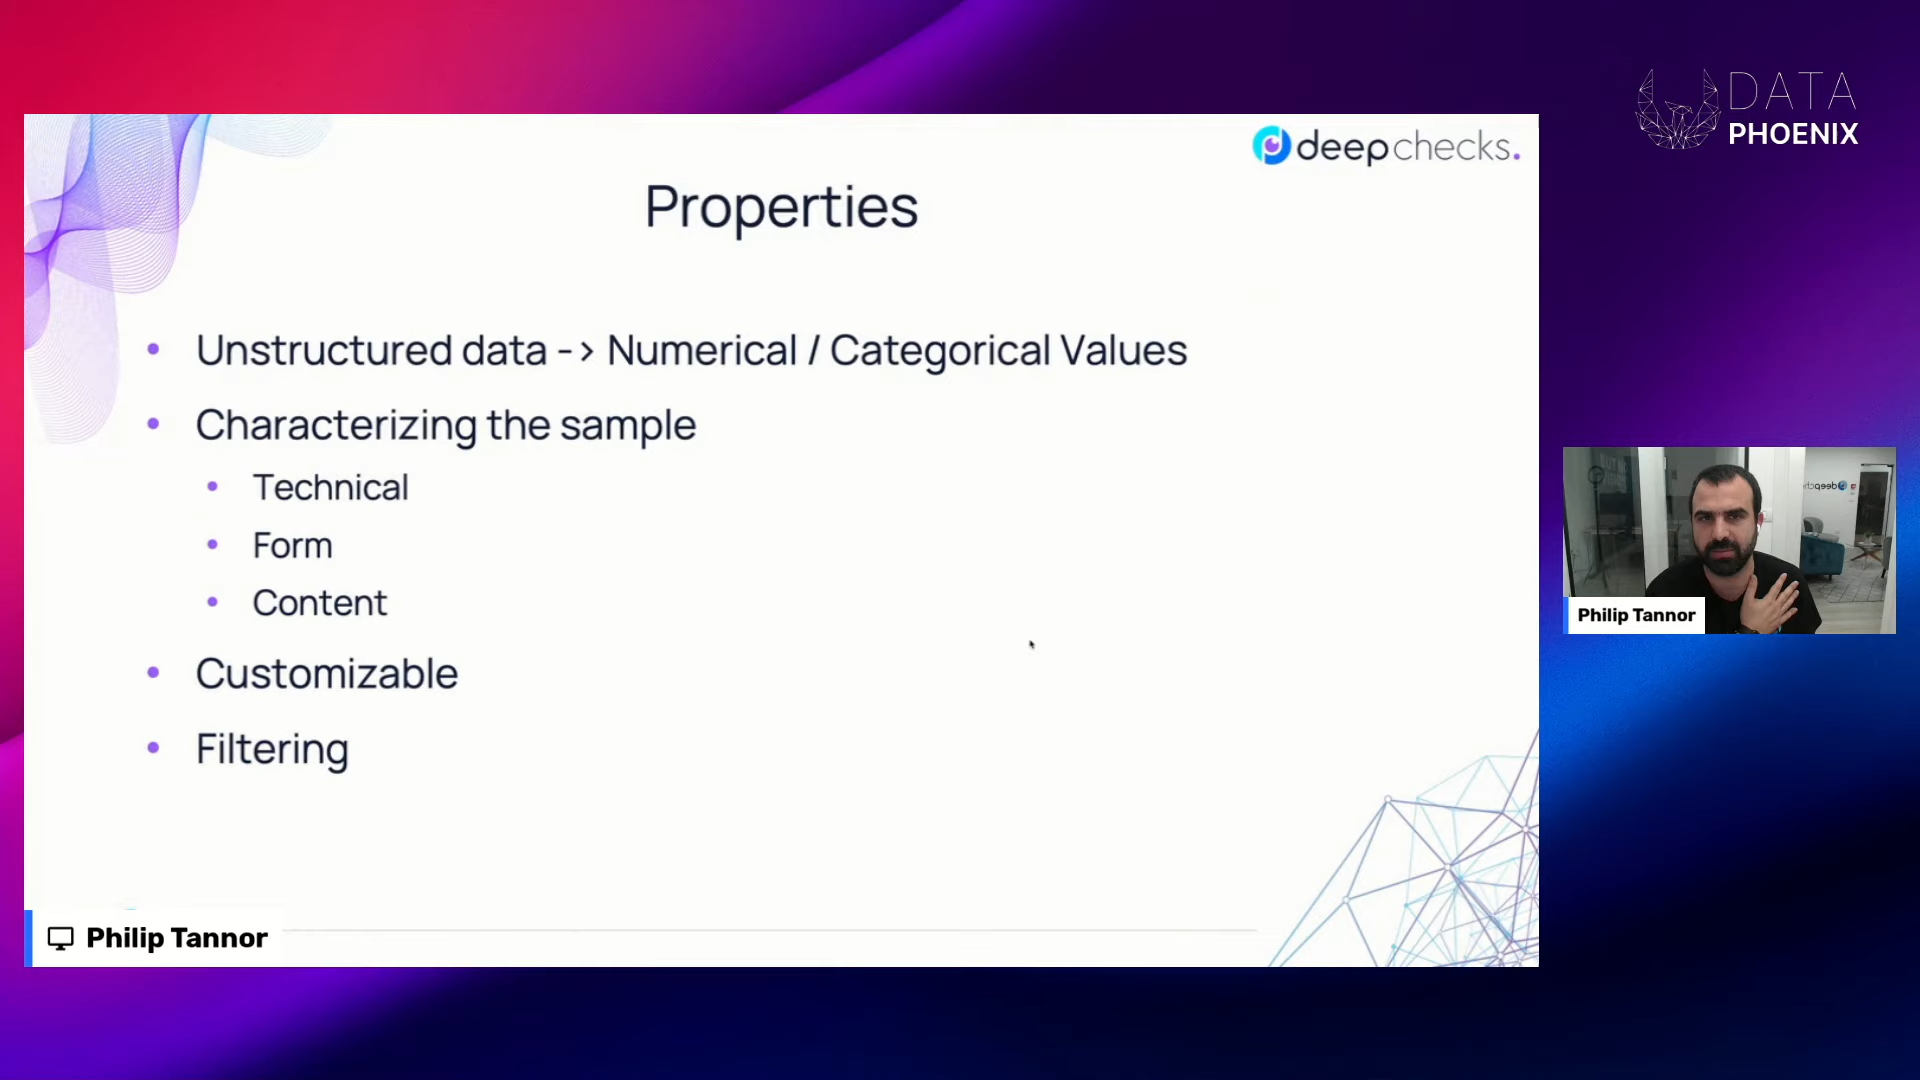 DATA
PHOENIX
deepchecks.
Properties
Unstructured data -> Numerical / Categorical Values
Characterizing the sample
Technical
Form
Content
Customizable
Filtering
Philip Tannor
Philip Tannor